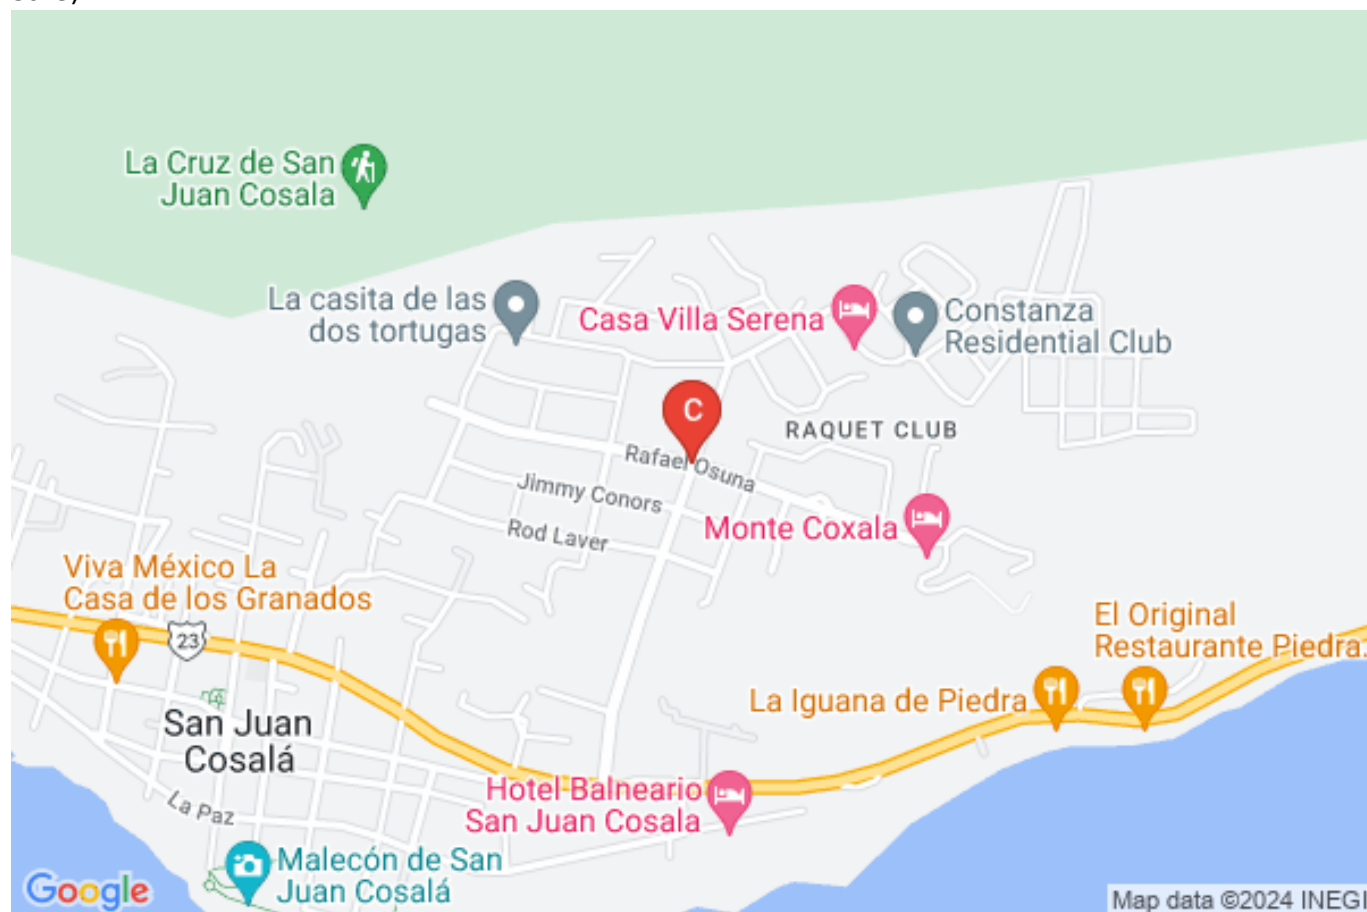 La Cruz de San
Juan Cosala
La casita de las
dos tortugas
Casa Villa Serena
Constanza
Residential Club
C
RAQUET CLUB
Rafael Osuna
Jimmy Conors
Rod Laver
Monte Coxala
Viva México La
Casa de los Granados
23
El Original
Restaurante Piedra.
La Iguana de Piedra
San Juan
Cosalá
Hotel Balneario
San Juan Cosala
La Paz
Malecón de San
Juan Cosalá
Google
Map data ©2024 INEGI